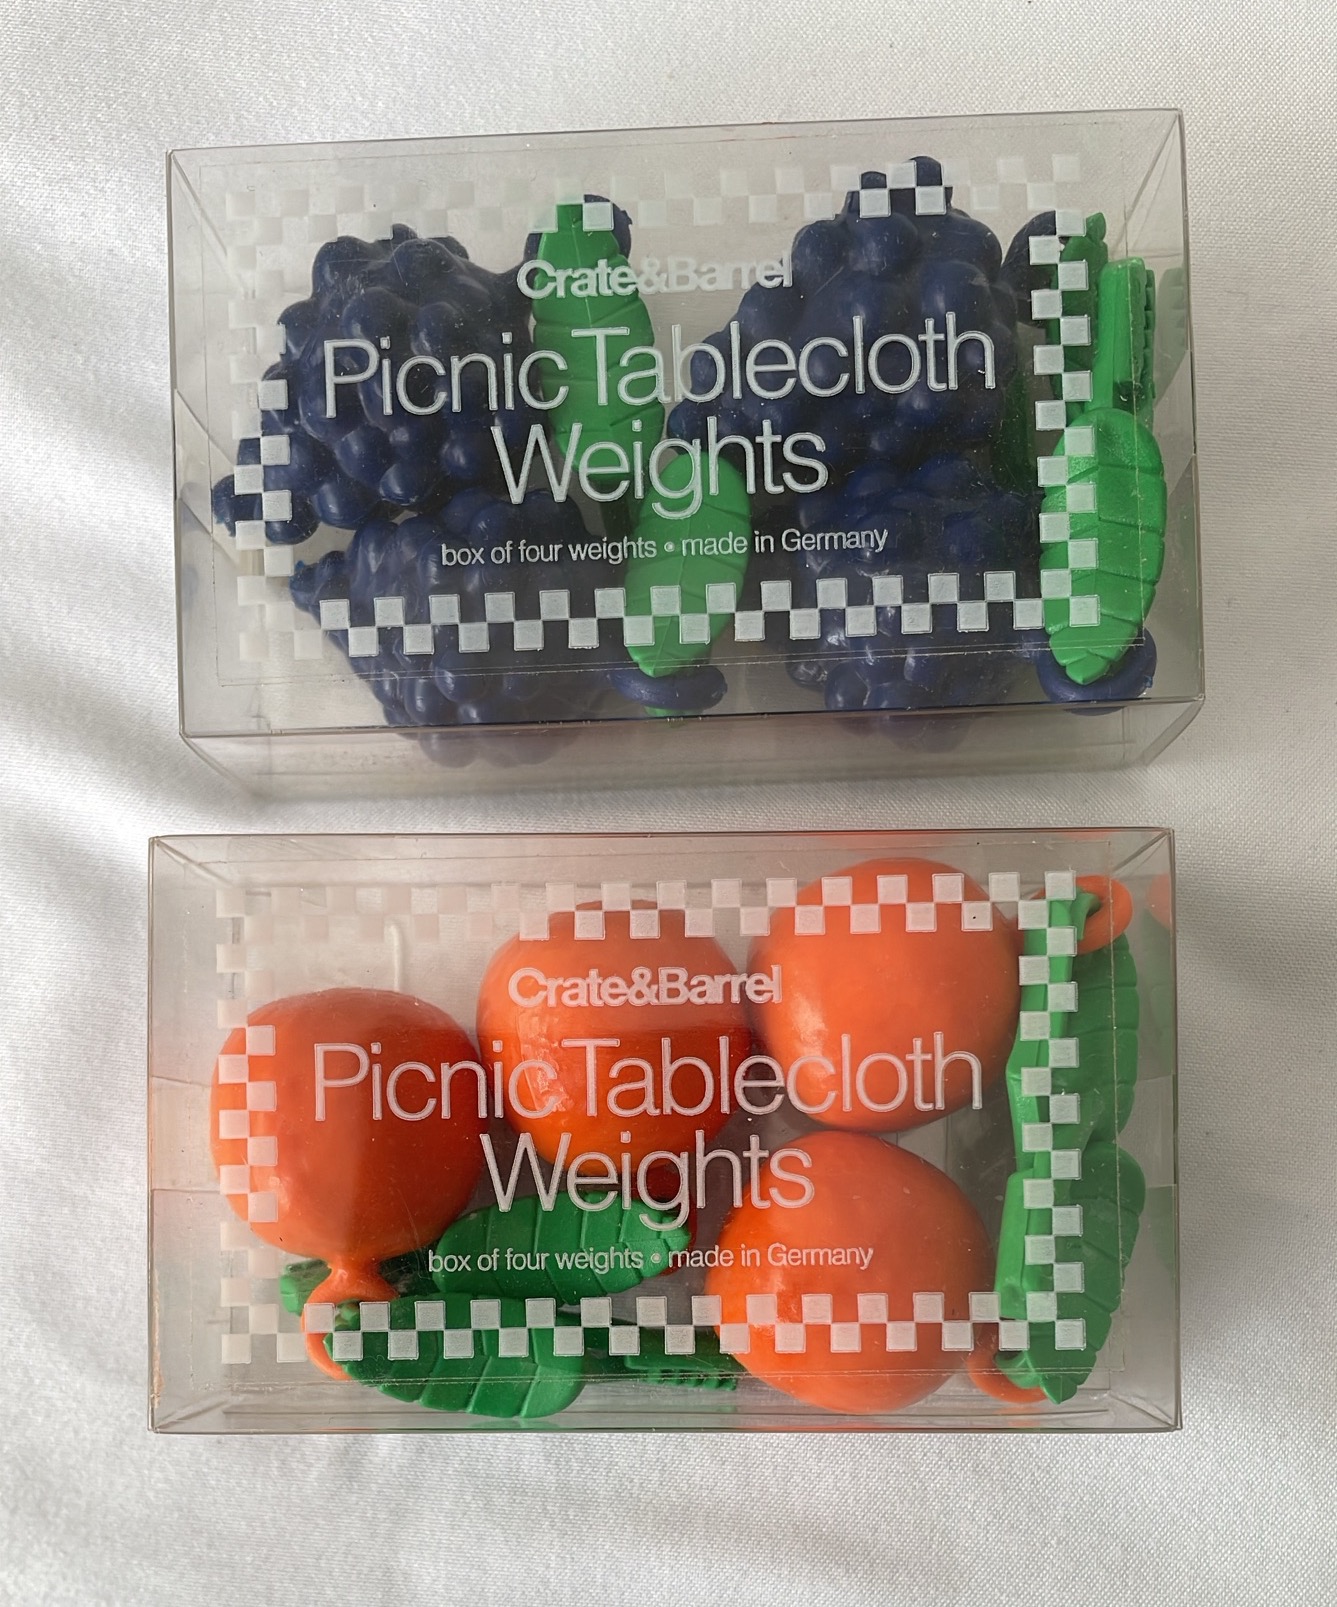 Crate&Barrel
Picnic Tablecloth
Weights
box of four weights • made in Germany
Crate&Barrel
Picnic Tablecloth
Weights
box of four weights • made in Germany